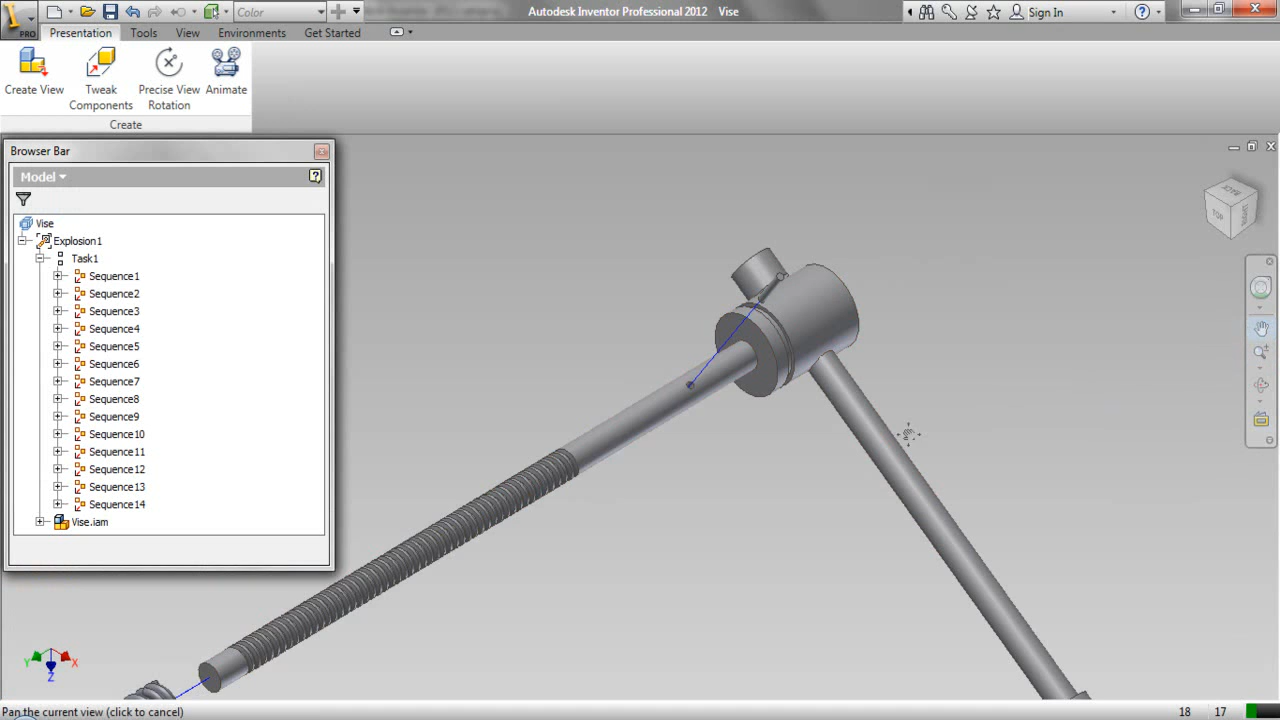 Color
Autodesk Inventor Professional 2012 Vise
Sign In
PRO
Presentation Tools View Environments Get Started
Create View
Tweak Components
Precise View Rotation
Animate
Create
Browser Bar
Model
Vise
Explosion1
Task1
Sequence1
Sequence2
Sequence3
Sequence4
Sequence5
Sequence6
Sequence7
Sequence8
Sequence9
Sequence10
Sequence11
Sequence12
Sequence13
Sequence14
Vise.iam
BACK
TOP
Y X
Z
Pan the current view (click to cancel)
18 17